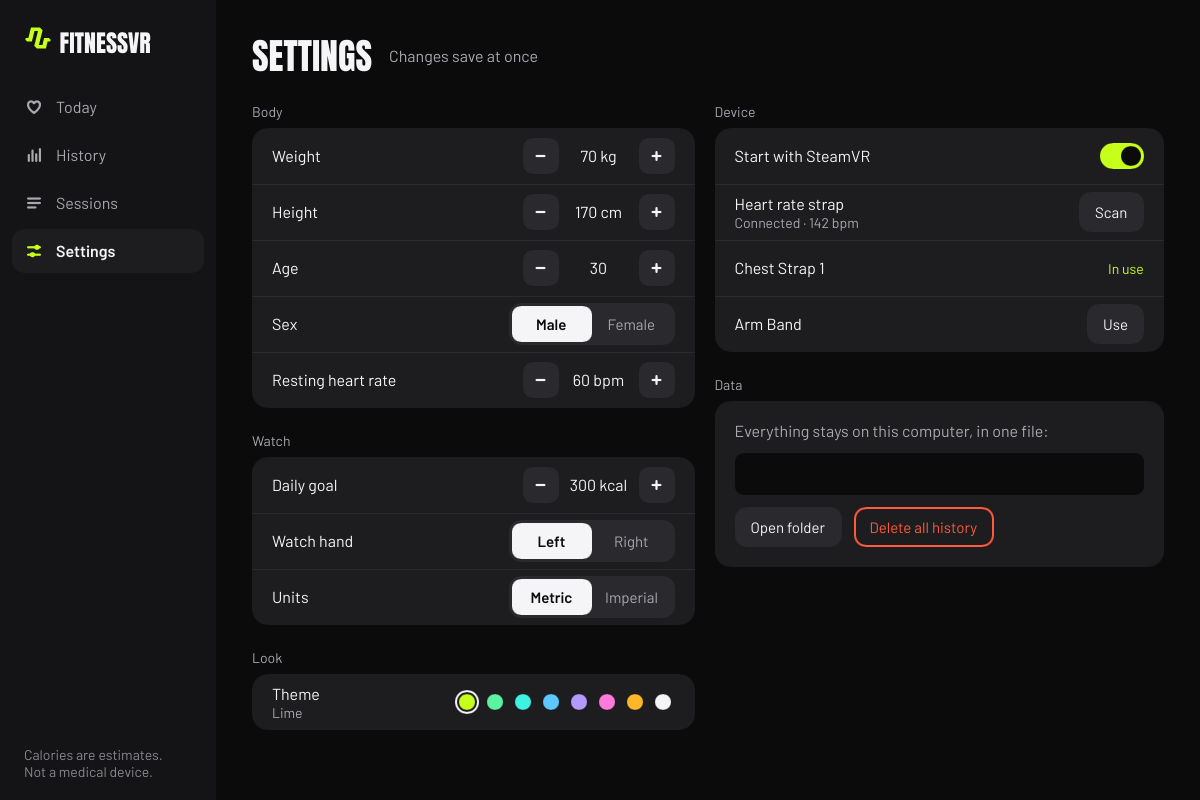 FITNESSVR
Today
History
Sessions
Settings
Calories are estimates.
Not a medical device.
SETTINGS
Changes save at once
Body
Weight
− 70 kg +
Height
− 170 cm +
Age
− 30 +
Sex
Male Female
Resting heart rate
− 60 bpm +
Watch
Daily goal
− 300 kcal +
Watch hand
Left Right
Units
Metric Imperial
Look
Theme
Lime
Device
Start with SteamVR
Heart rate strap
Connected · 142 bpm
Scan
Chest Strap 1
In use
Arm Band
Use
Data
Everything stays on this computer, in one file:
Open folder
Delete all history